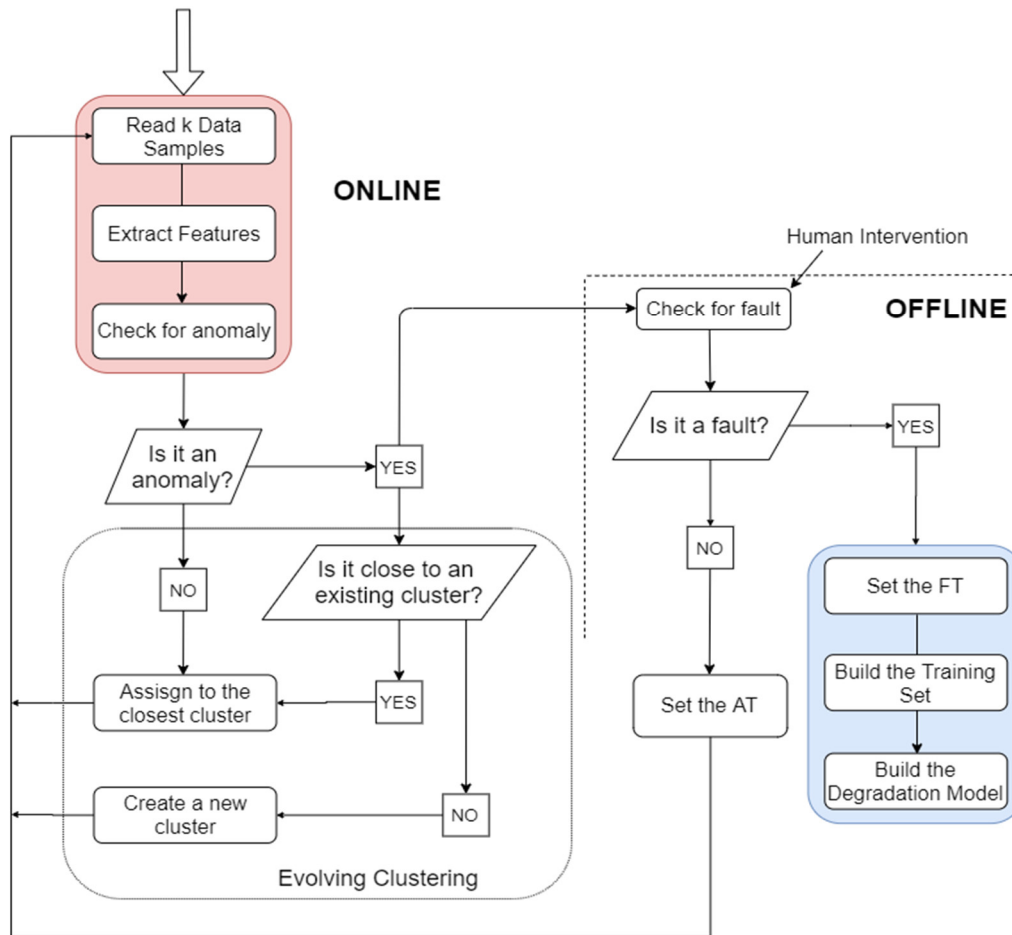 Read k Data
Samples
ONLINE
Extract Features
Check for anomaly
Human Intervention
Check for fault
OFFLINE
Is it a fault?
YES
Is it an
anomaly?
YES
NO
Is it close to an
existing cluster?
NO
Set the FT
Assisgn to the
closest cluster
YES
Set the AT
Build the Training
Set
Create a new
cluster
NO
Build the
Degradation Model
Evolving Clustering